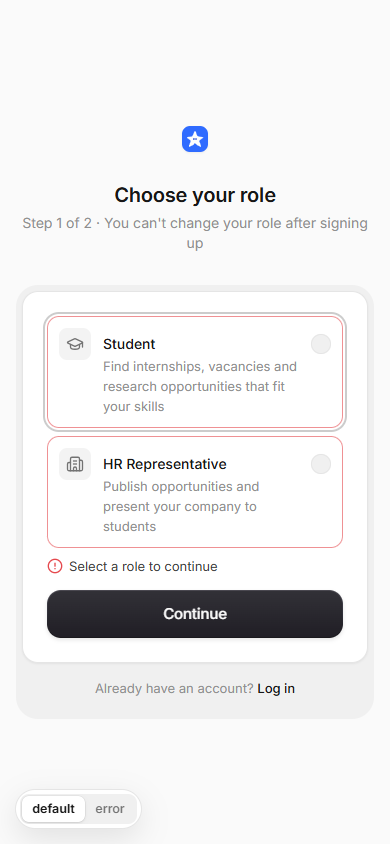 Choose your role
Step 1 of 2 · You can't change your role after signing
up
Student
Find internships, vacancies and
research opportunities that fit
your skills
HR Representative
Publish opportunities and
present your company to
students
Select a role to continue
Continue
Already have an account? Log in
default error